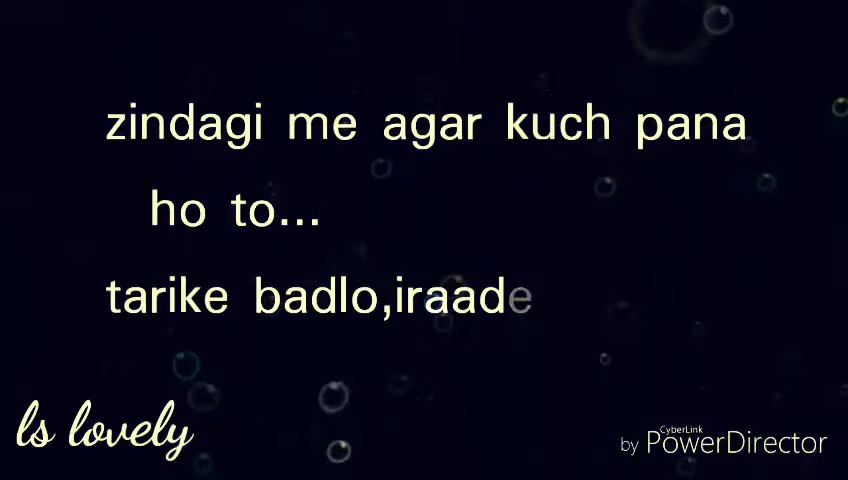 zindagi me agar kuch pana
ho to...
tarike badlo,iraade
ls lovely
by CyberLink PowerDirector